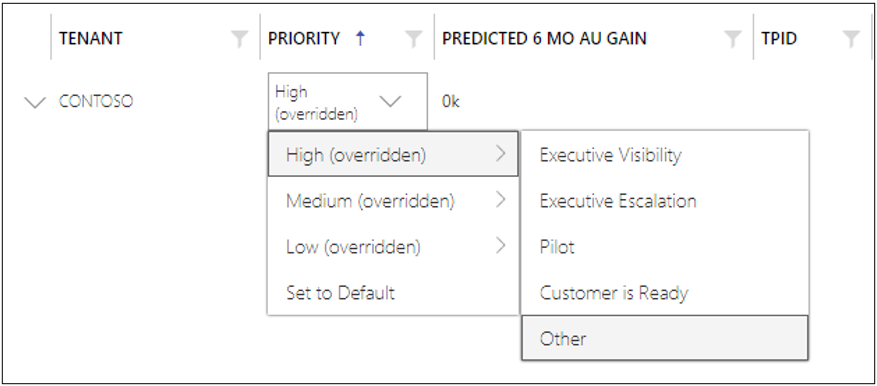 TENANT PRIORITY ↑ PREDICTED 6 MO AU GAIN TPID
CONTOSO High (overridden) 0k
High (overridden) Executive Visibility
Medium (overridden) Executive Escalation
Low (overridden) Pilot
Set to Default Customer is Ready
Other